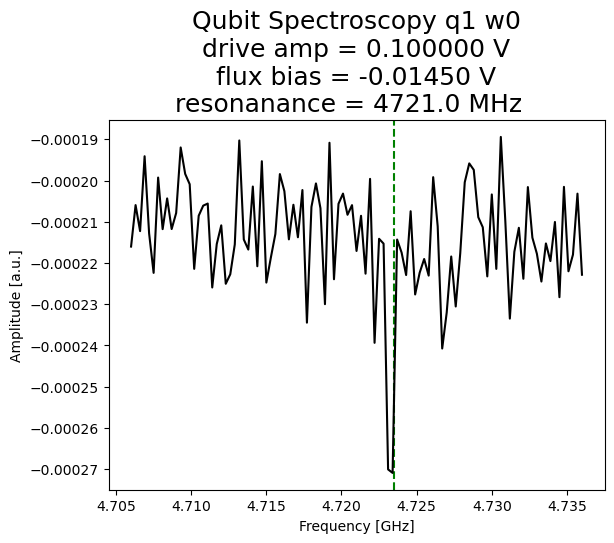 Qubit Spectroscopy q1 w0
drive amp = 0.100000 V
flux bias = -0.01450 V
resonanance = 4721.0 MHz
−0.00019
−0.00020
−0.00021
−0.00022
−0.00023
−0.00024
−0.00025
−0.00026
−0.00027
Amplitude [a.u.]
4.705 4.710 4.715 4.720 4.725 4.730 4.735
Frequency [GHz]